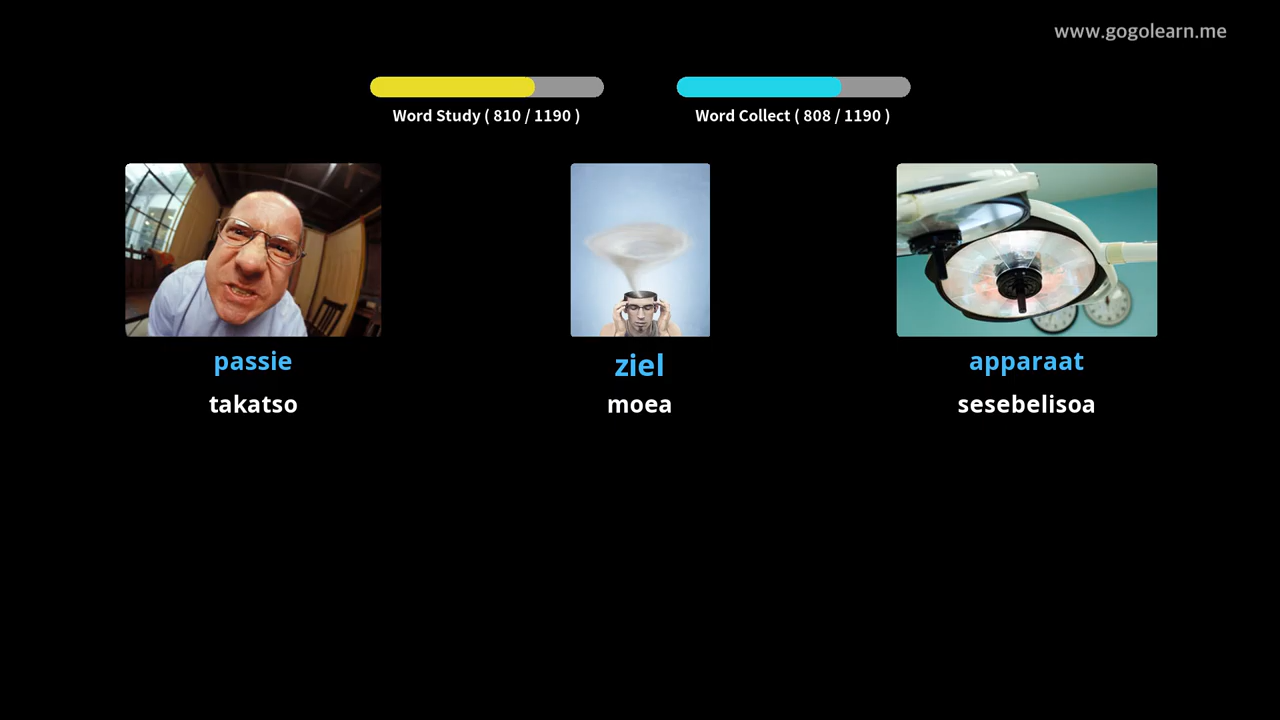 www.gogolearn.me
Word Study ( 810 / 1190 )
Word Collect ( 808 / 1190 )
passie
ziel
apparaat
takatso
moea
sesebelisoa